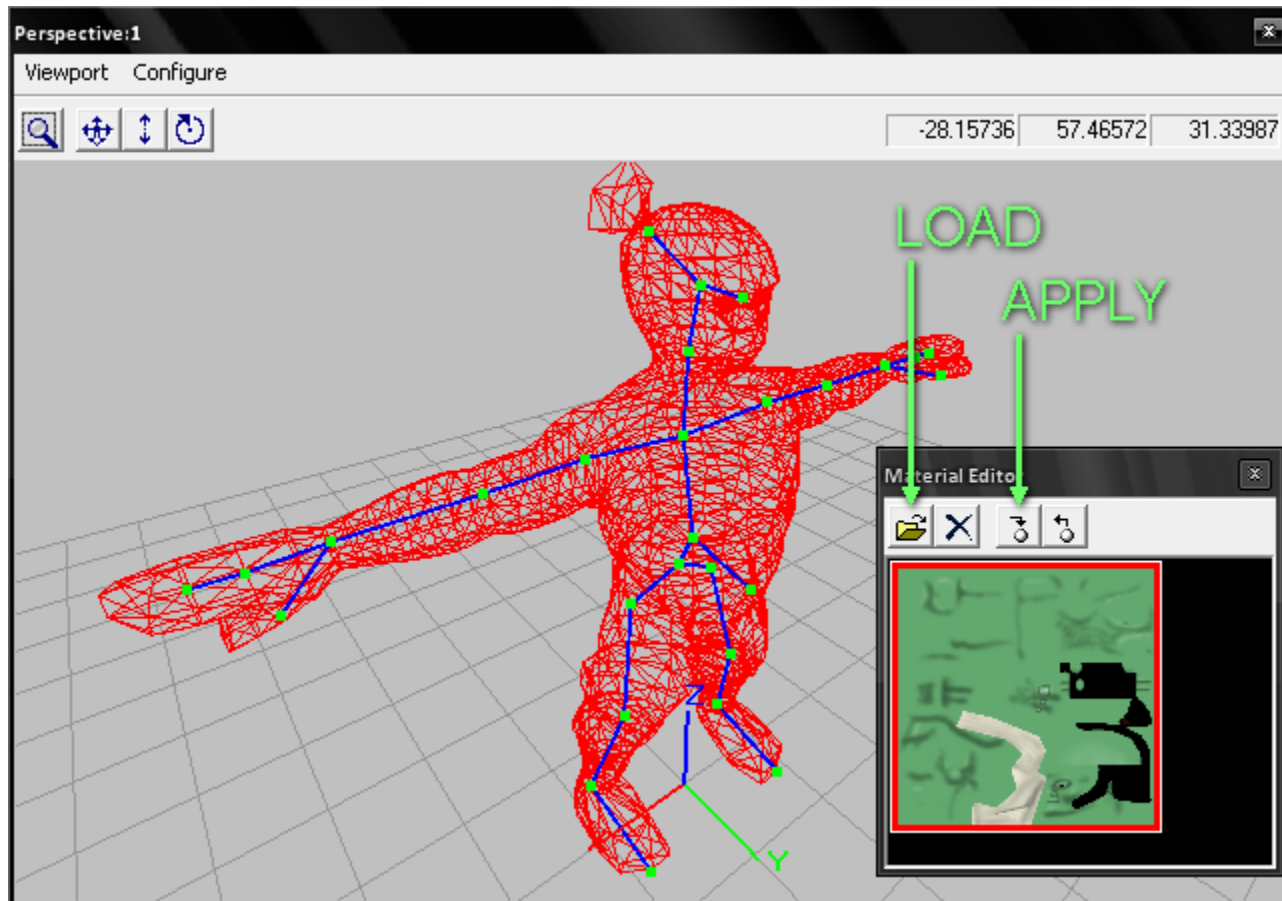 Perspective:1
Viewport Configure
-28.15736 57.46572 31.33987
LOAD
APPLY
Material Editor
Z
Y